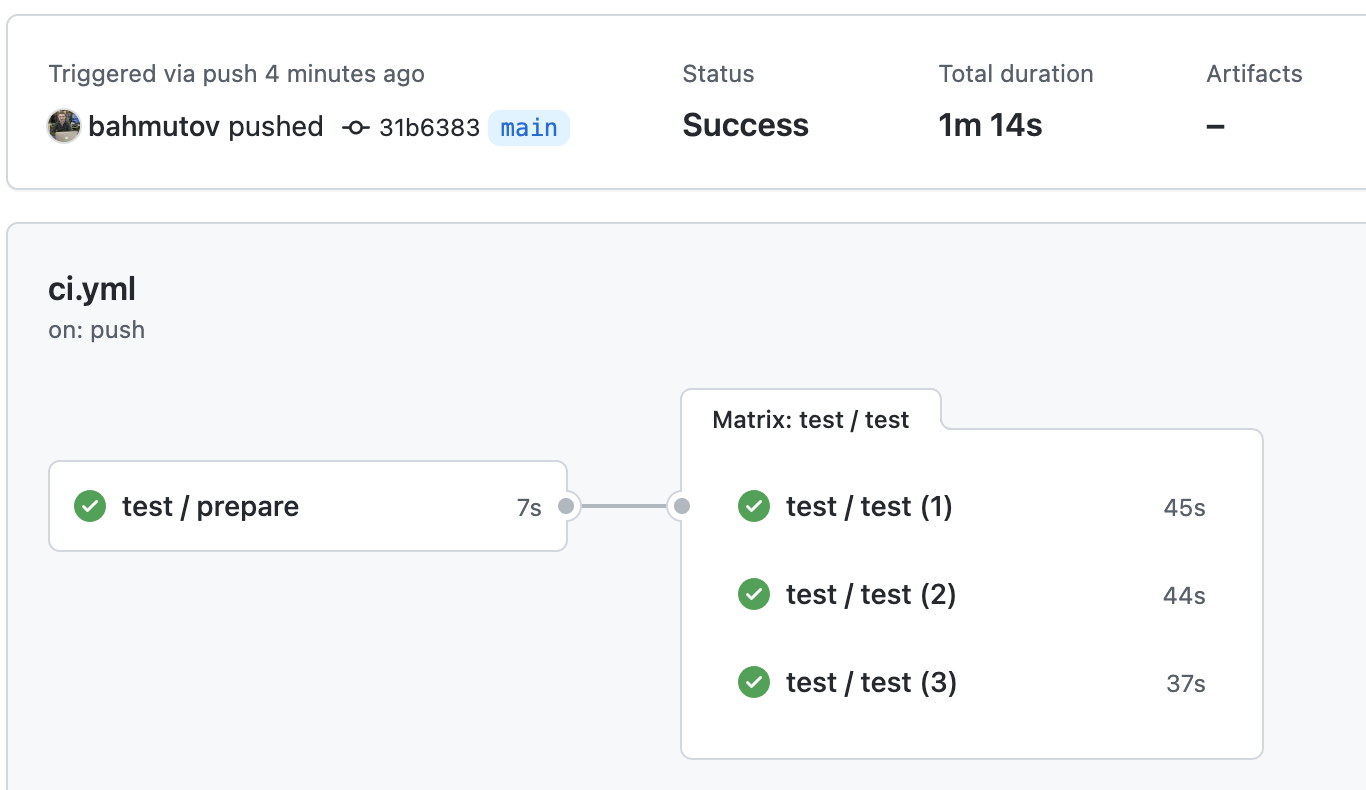 Triggered via push 4 minutes ago
bahmutov pushed 31b6383 main
Status
Success
Total duration
1m 14s
Artifacts
–
ci.yml
on: push
test / prepare 7s
Matrix: test / test
test / test (1) 45s
test / test (2) 44s
test / test (3) 37s